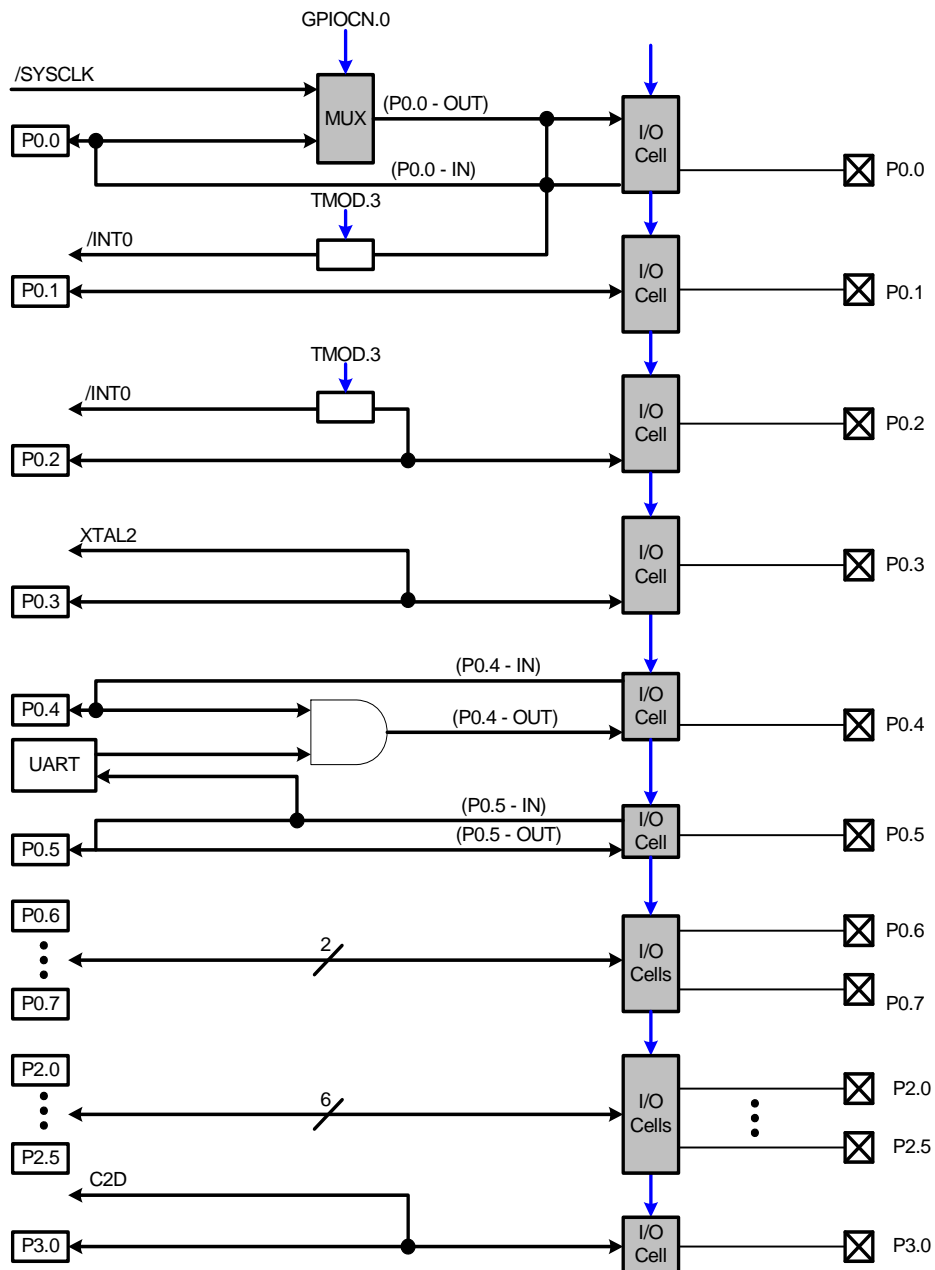 GPIOCN.0
/SYSCLK
MUX
(P0.0 - OUT)
I/O
Cell
P0.0
(P0.0 - IN)
P0.0
TMOD.3
/INT0
I/O
Cell
P0.1
P0.1
TMOD.3
/INT0
I/O
Cell
P0.2
P0.2
XTAL2
I/O
Cell
P0.3
P0.3
(P0.4 - IN)
I/O
Cell
P0.4
(P0.4 - OUT)
P0.4
UART
(P0.5 - IN)
I/O
Cell
(P0.5 - OUT)
P0.5
P0.5
P0.6
P0.6
2
I/O
Cells
P0.7
P0.7
P2.0
P2.0
6
I/O
Cells
P2.5
P2.5
C2D
I/O
Cell
P3.0
P3.0